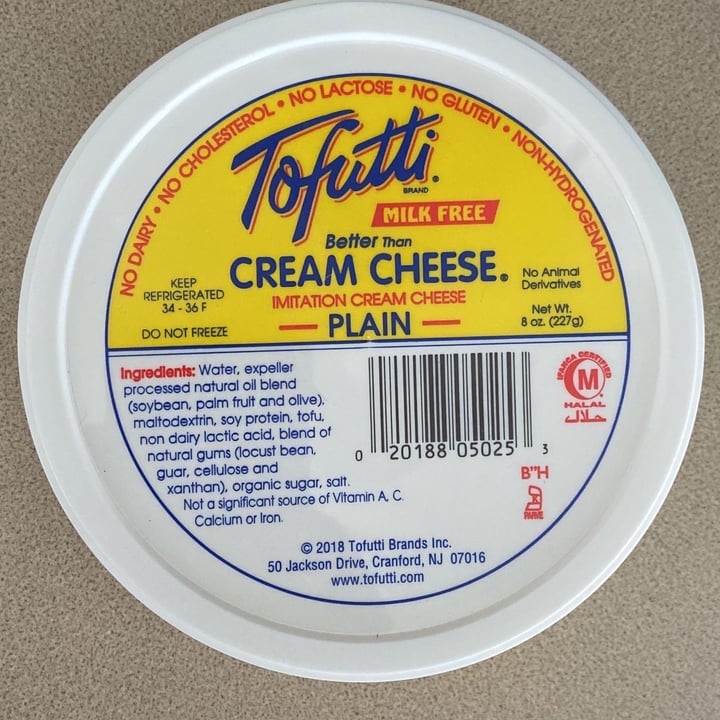 NO DAIRY • NO CHOLESTEROL • NO LACTOSE • NO GLUTEN • NON-HYDROGENATED
Tofutti®
BRAND
MILK FREE
Better Than
CREAM CHEESE®
IMITATION CREAM CHEESE
PLAIN
KEEP
REFRIGERATED
34 - 36 F
DO NOT FREEZE
No Animal
Derivatives
Net Wt.
8 oz. (227g)
Ingredients: Water, expeller
processed natural oil blend
(soybean, palm fruit and olive),
maltodextrin, soy protein, tofu,
non dairy lactic acid, blend of
natural gums (locust bean,
guar, cellulose and
xanthan), organic sugar, salt.
Not a significant source of Vitamin A, C,
Calcium or Iron.
0 20188 05025 3
IFANCA CERTIFIED
M
HALAL
حلال
B"H
K
PARVE
© 2018 Tofutti Brands Inc.
50 Jackson Drive, Cranford, NJ 07016
www.tofutti.com